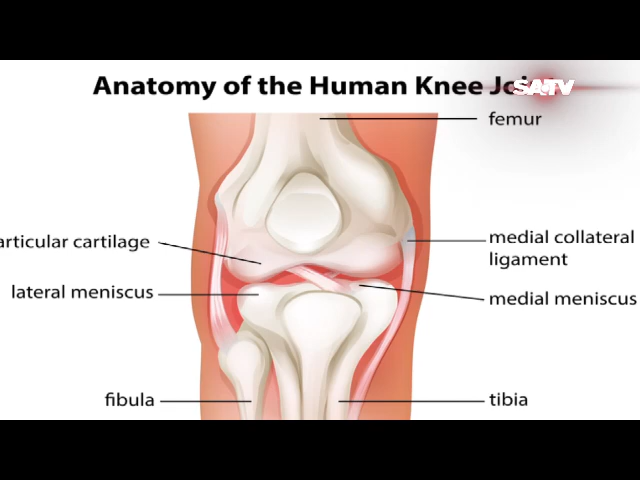 Anatomy of the Human Knee Joi
SATV
femur
articular cartilage
medial collateral
ligament
lateral meniscus
medial meniscus
fibula
tibia